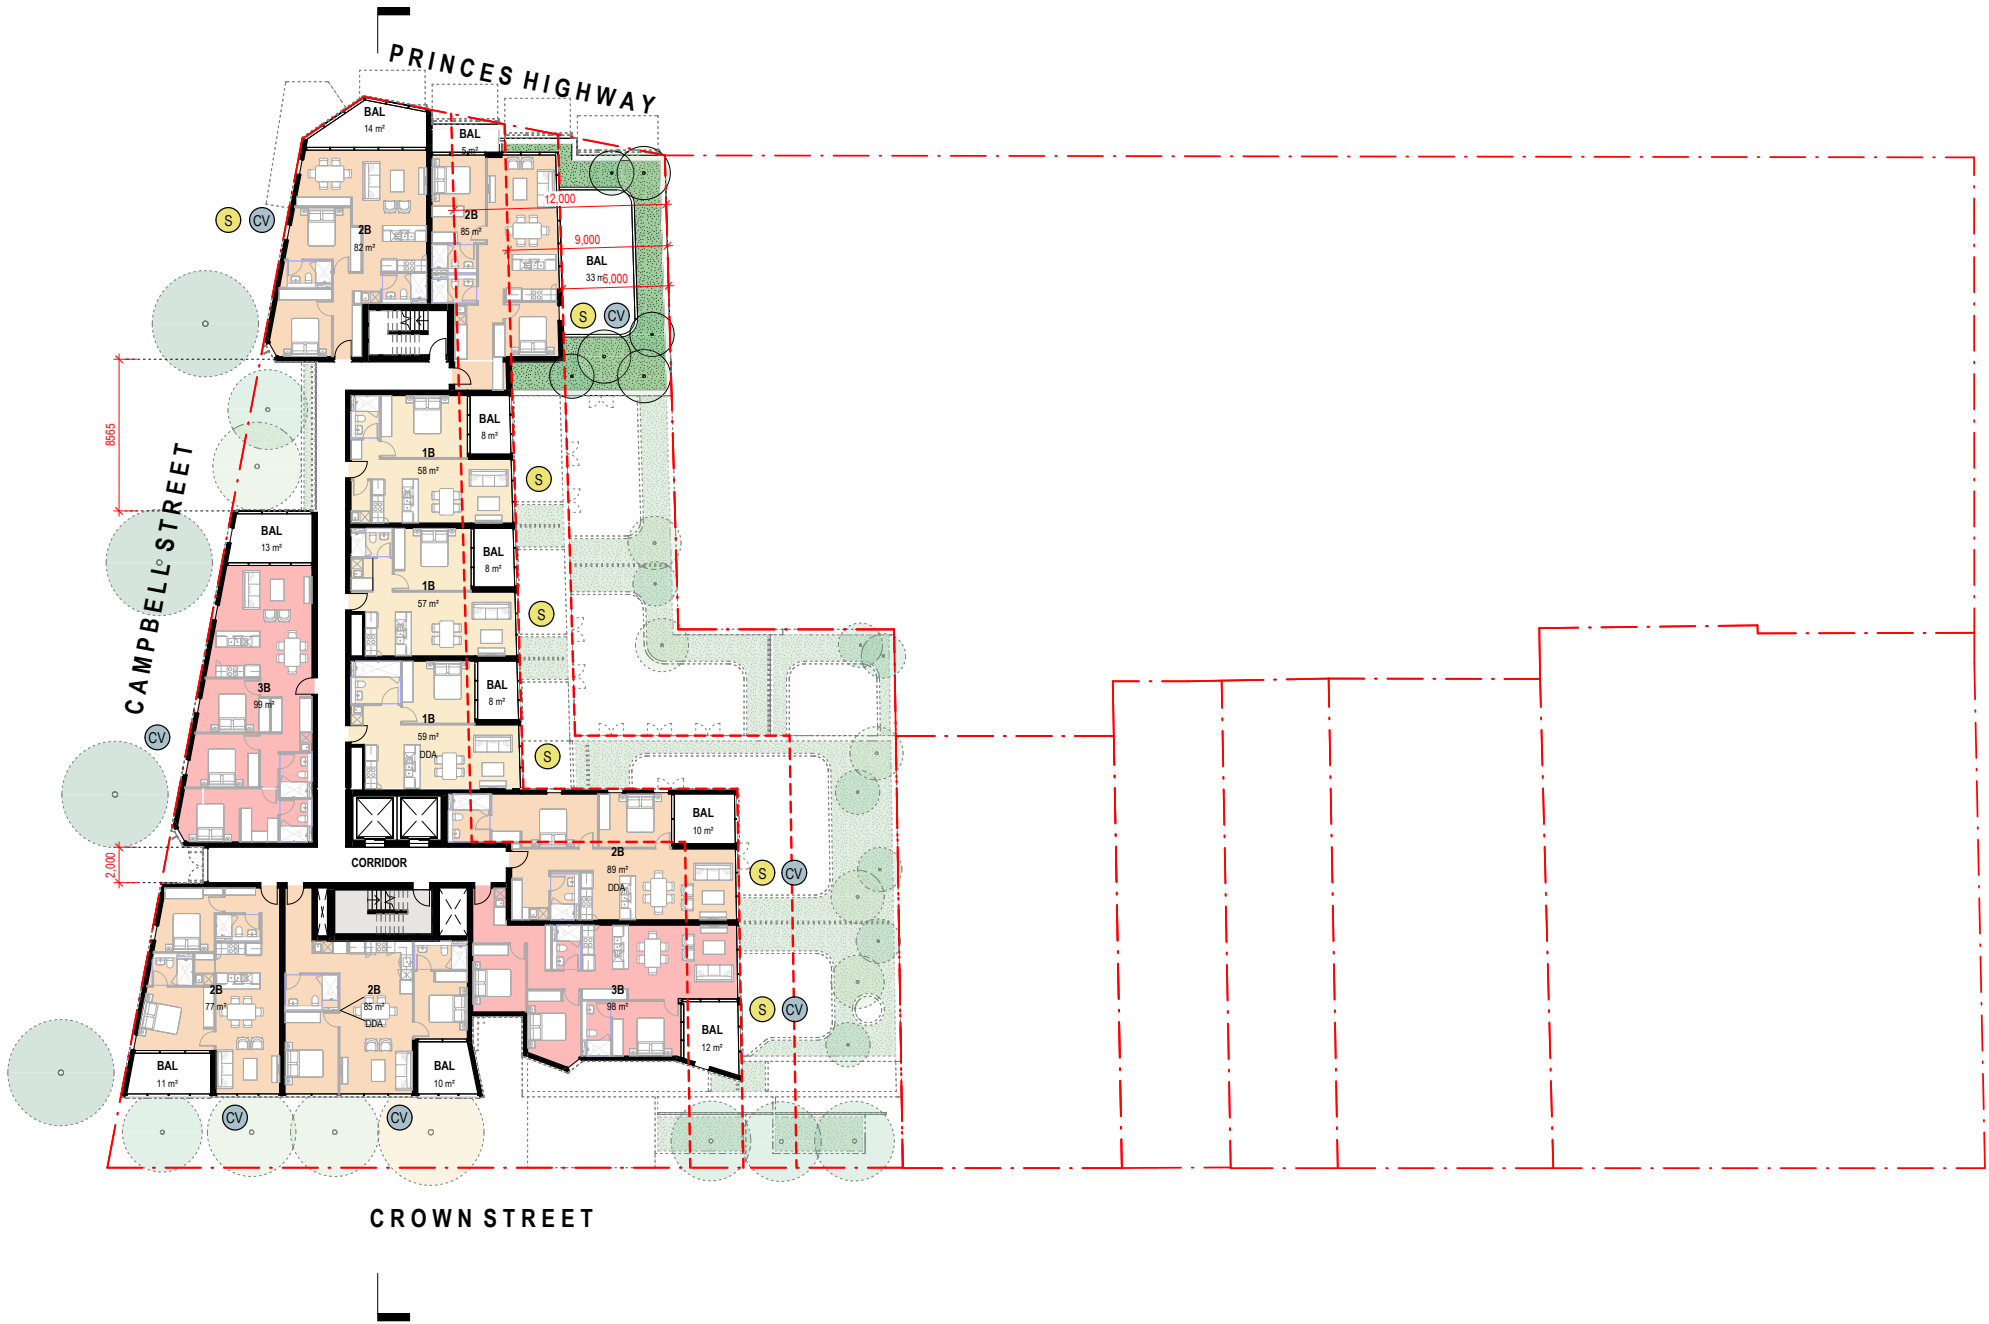 PRINCES HIGHWAY
BAL
14 m²
BAL
5 m²
12,000
2B
85 m²
S
CV
2B
82 m²
9,000
BAL
33 m²
6,000
S
CV
8565
BAL
8 m²
1B
58 m²
S
CAMPBELL STREET
BAL
13 m²
BAL
8 m²
1B
57 m²
S
3B
99 m²
CV
BAL
8 m²
1B
59 m²
DDA
S
BAL
10 m²
2,000
CORRIDOR
2B
89 m²
DDA
S
CV
2B
77 m²
2B
85 m²
DDA
3B
98 m²
S
CV
BAL
12 m²
BAL
11 m²
BAL
10 m²
CV
CV
CROWN STREET